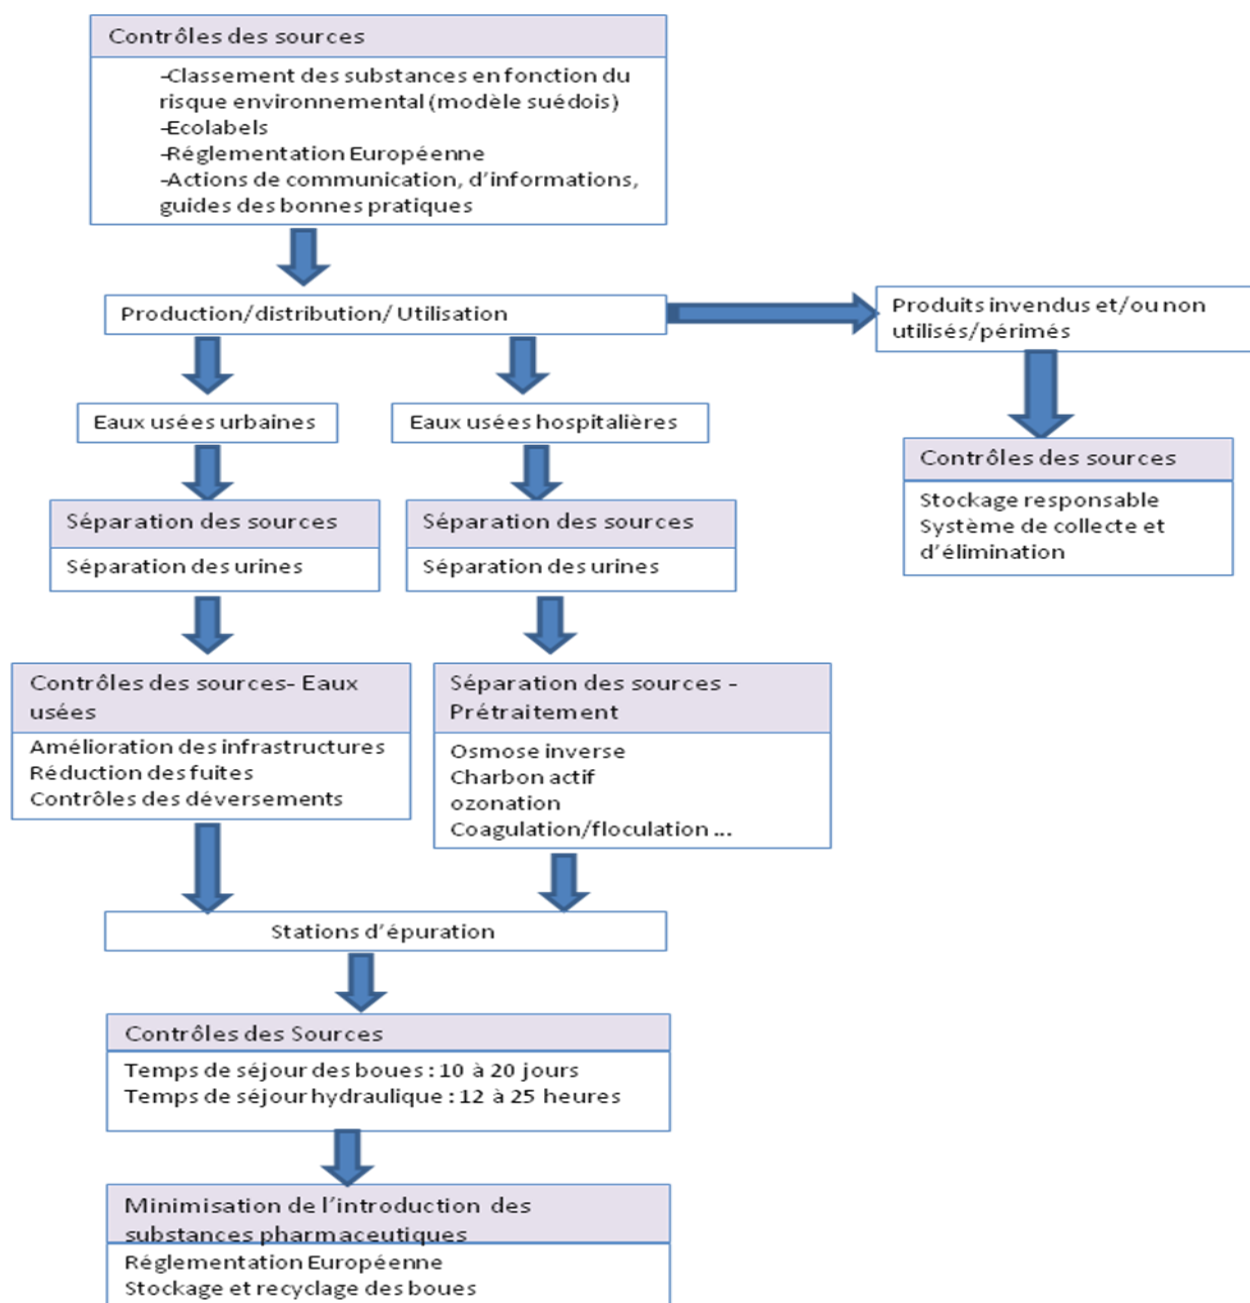 Contrôles des sources
-Classement des substances en fonction du
risque environnemental (modèle suédois)
-Ecolabels
-Réglementation Européenne
-Actions de communication, d’informations,
guides des bonnes pratiques
Production/distribution/ Utilisation
Produits invendus et/ou non
utilisés/périmés
Eaux usées urbaines
Eaux usées hospitalières
Contrôles des sources
Stockage responsable
Système de collecte et
d’élimination
Séparation des sources
Séparation des urines
Séparation des sources
Séparation des urines
Contrôles des sources- Eaux
usées
Amélioration des infrastructures
Réduction des fuites
Contrôles des déversements
Séparation des sources -
Prétraitement
Osmose inverse
Charbon actif
ozonation
Coagulation/floculation ...
Stations d’épuration
Contrôles des Sources
Temps de séjour des boues : 10 à 20 jours
Temps de séjour hydraulique : 12 à 25 heures
Minimisation de l’introduction des
substances pharmaceutiques
Réglementation Européenne
Stockage et recyclage des boues